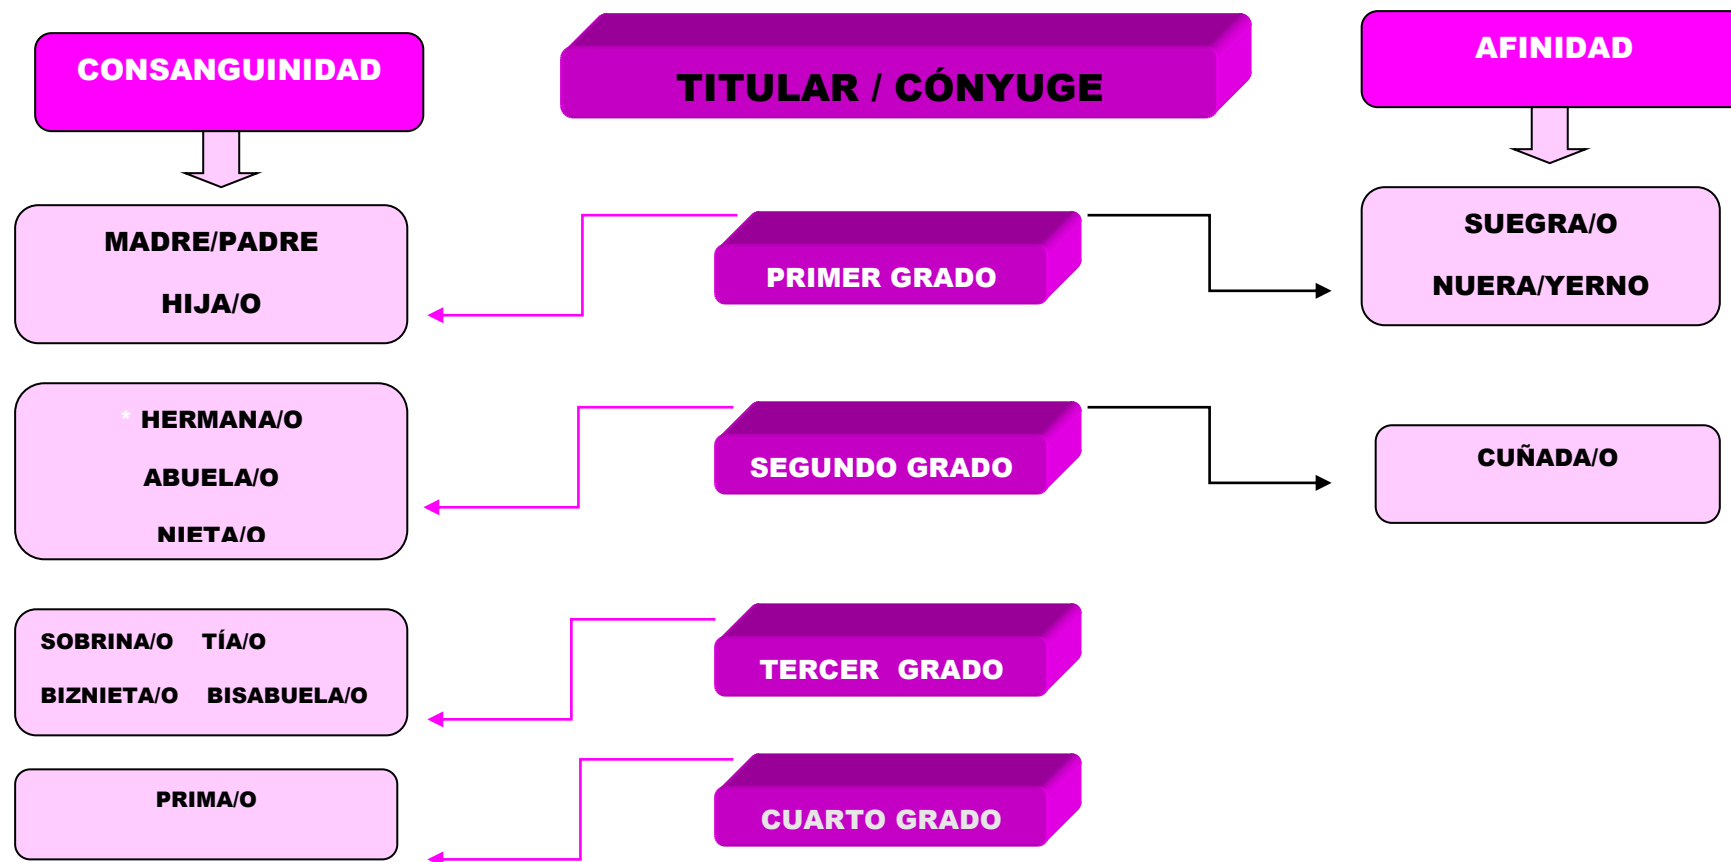 CONSANGUINIDAD
TITULAR / CÓNYUGE
AFINIDAD
MADRE/PADRE
HIJA/O
PRIMER GRADO
SUEGRA/O
NUERA/YERNO
* HERMANA/O
ABUELA/O
NIETA/O
SEGUNDO GRADO
CUÑADA/O
SOBRINA/O TÍA/O
BIZNIETA/O BISABUELA/O
TERCER GRADO
PRIMA/O
CUARTO GRADO